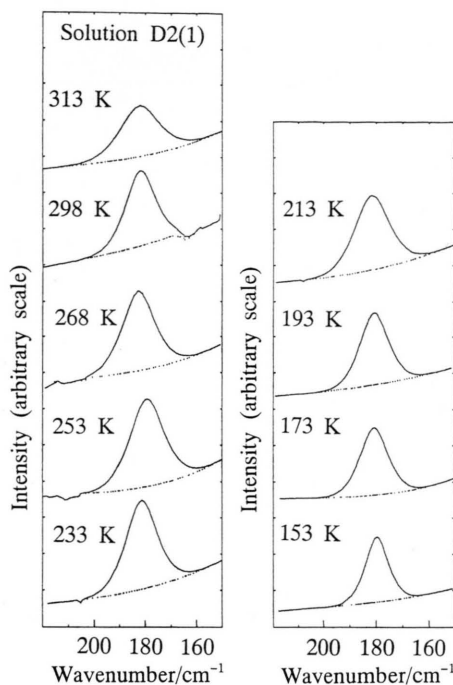 Solution D2(1)
313 K
298 K
268 K
253 K
233 K
Intensity (arbitrary scale)
200 180 160
Wavenumber/cm⁻¹
213 K
193 K
173 K
153 K
Intensity (arbitrary scale)
200 180 160
Wavenumber/cm⁻¹